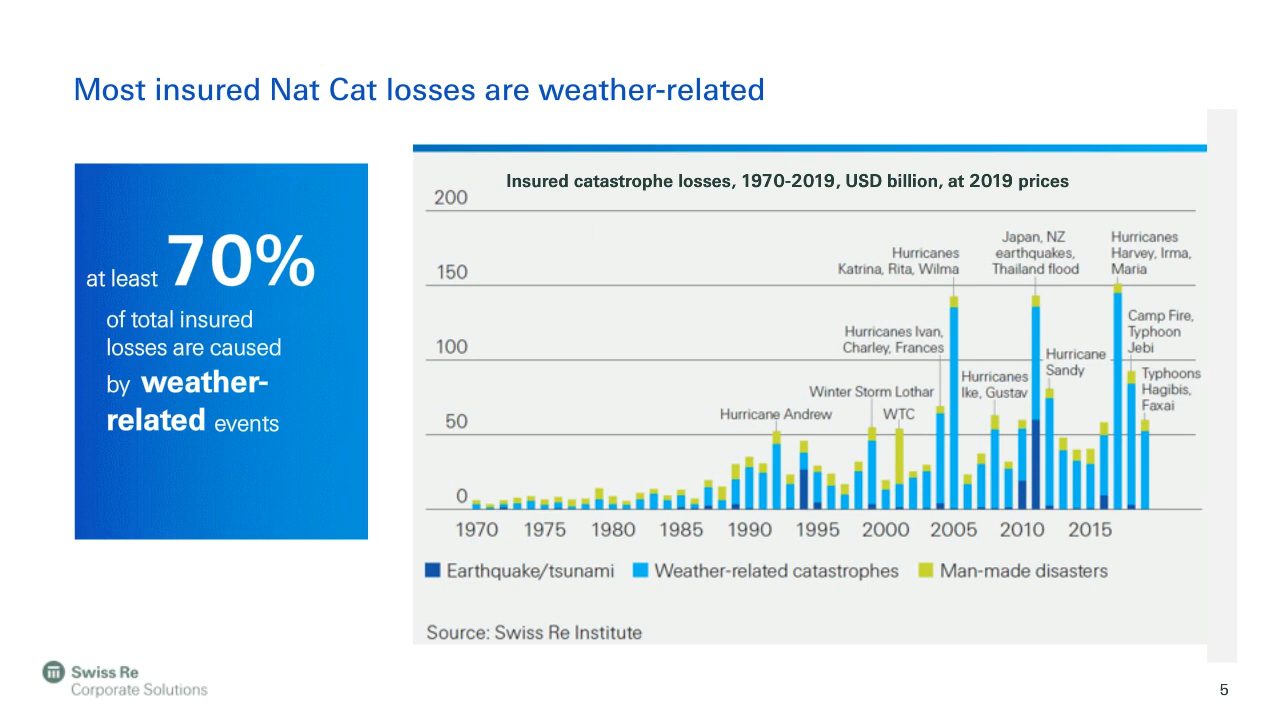 Most insured Nat Cat losses are weather-related
at least 70%
of total insured
losses are caused
by weather-
related events
Insured catastrophe losses, 1970-2019, USD billion, at 2019 prices
200
150
100
50
0
Hurricanes
Katrina, Rita, Wilma
Japan, NZ
earthquakes,
Thailand flood
Hurricanes
Harvey, Irma,
Maria
Hurricanes Ivan,
Charley, Frances
Camp Fire,
Typhoon
Jebi
Hurricane
Sandy
Winter Storm Lothar
Hurricanes
Ike, Gustav
Typhoons
Hagibis,
Faxai
Hurricane Andrew
WTC
1970 1975 1980 1985 1990 1995 2000 2005 2010 2015
Earthquake/tsunami Weather-related catastrophes Man-made disasters
Source: Swiss Re Institute
Swiss Re
Corporate Solutions
5